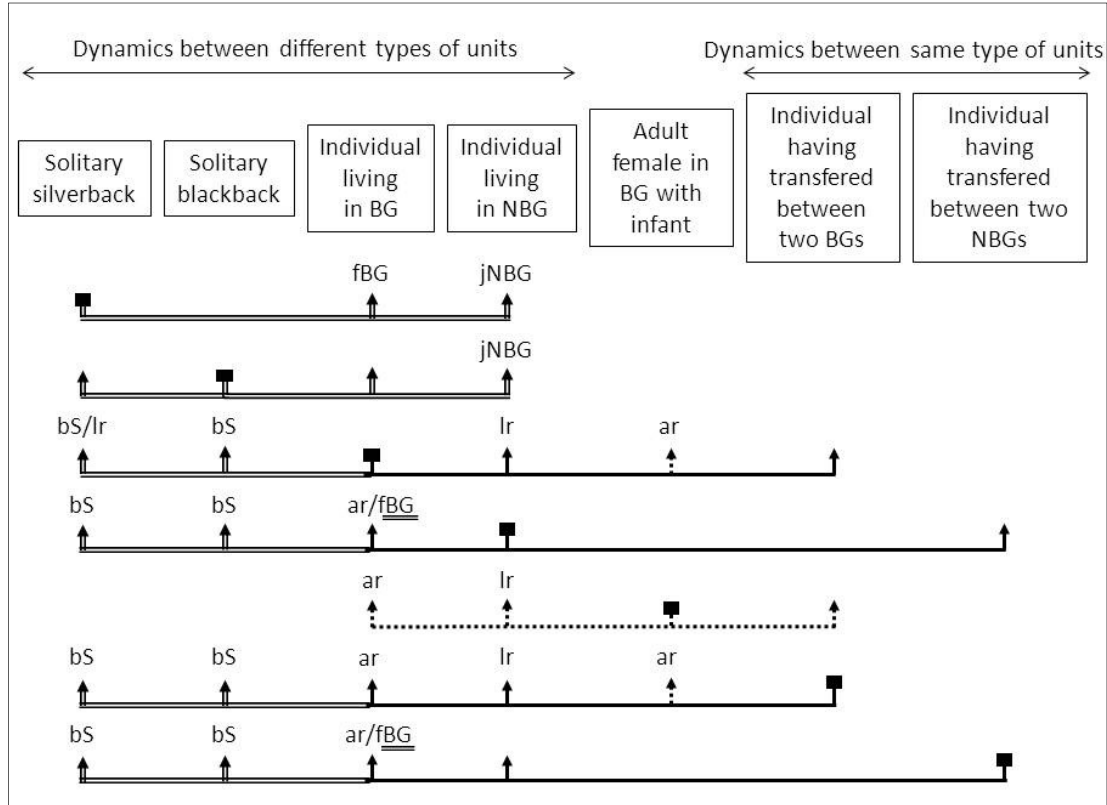 Dynamics between different types of units
Dynamics between same type of units
Solitary
silverback
Solitary
blackback
Individual
living
in BG
Individual
living
in NBG
Adult
female in
BG with
infant
Individual
having
transfered
between
two BGs
Individual
having
transfered
between two
NBGs
fBG jNBG
jNBG
bS/lr bS lr ar
bS bS ar/fBG
ar lr
bS bS ar lr ar
bS bS ar/fBG